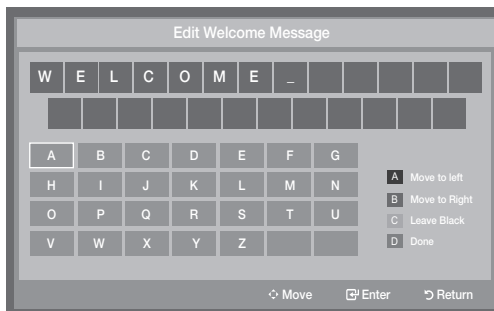 Edit Welcome Message
W E L C O M E _
A B C D E F G
H I J K L M N
O P Q R S T U
V W X Y Z
A Move to left
B Move to Right
C Leave Black
D Done
Move Enter Return